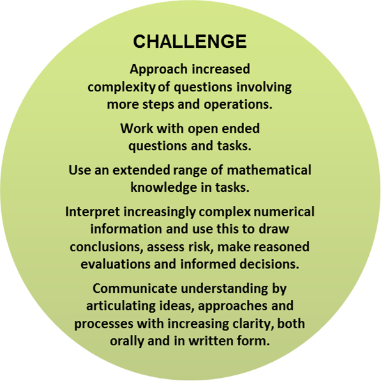 CHALLENGE
Approach increased
complexity of questions involving
more steps and operations.
Work with open ended
questions and tasks.
Use an extended range of mathematical
knowledge in tasks.
Interpret increasingly complex numerical
information and use this to draw
conclusions, assess risk, make reasoned
evaluations and informed decisions.
Communicate understanding by
articulating ideas, approaches and
processes with increasing clarity, both
orally and in written form.